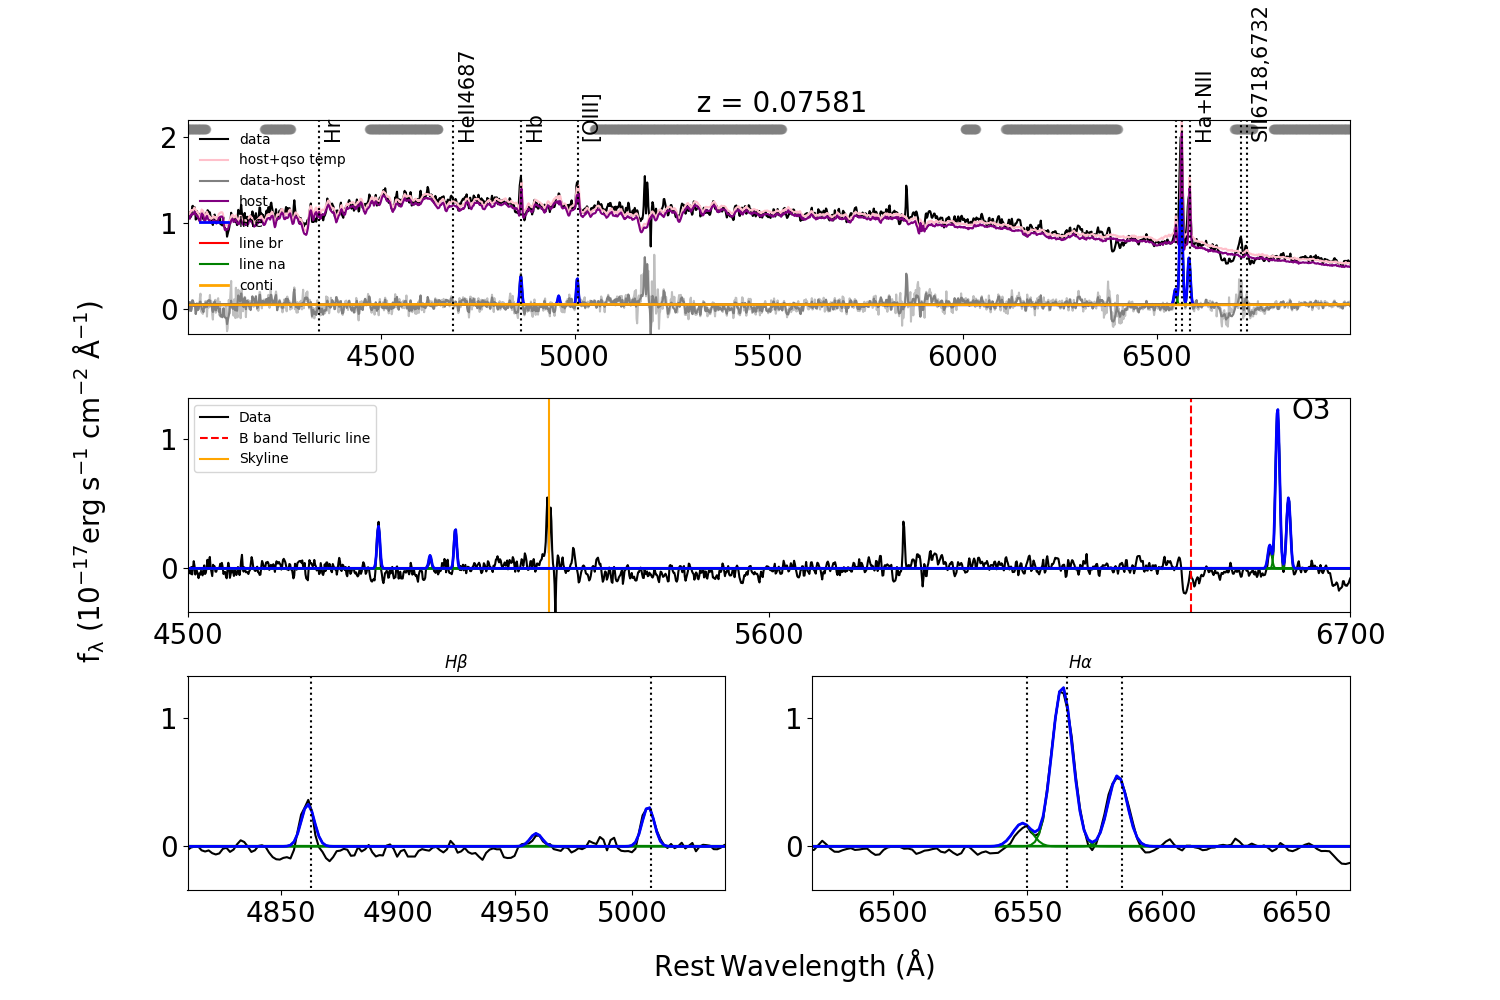 Hr
HeII4687
Hb
[OIII]
Ha+NII
SII6718,6732
z = 0.07581
data
host+qso temp
data-host
host
line br
line na
conti
2
1
0
4500
5000
5500
6000
6500
Data
B band Telluric line
Skyline
O3
1
0
4500
5600
6700
fλ (10−17erg s−1 cm−2 Å−1)
Hβ
Hα
1
0
4850
4900
4950
5000
1
0
6500
6550
6600
6650
Rest Wavelength (Å)